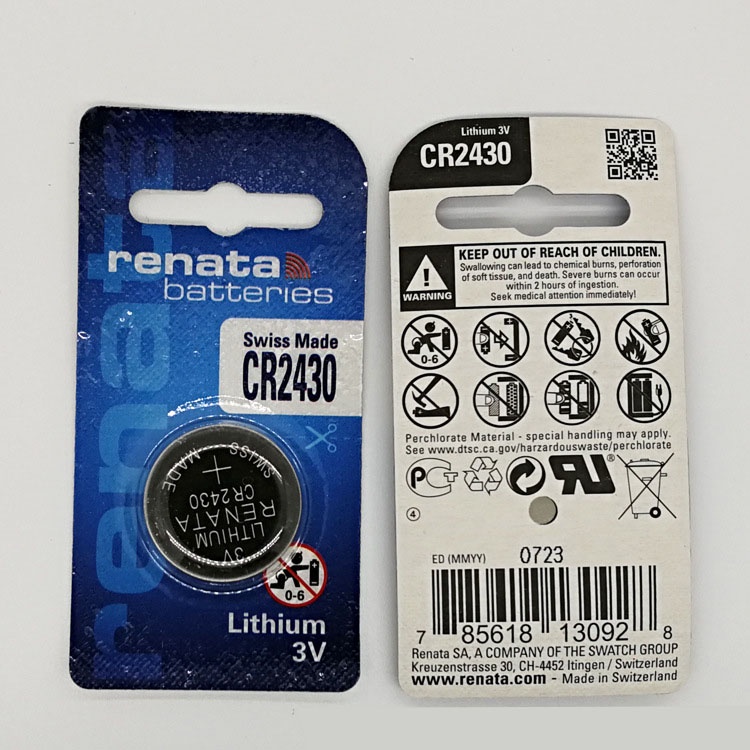 renata
renata
batteries
Swiss Made
CR2430
SWISS MADE
+
CR2430
RENATA
LITHIUM
3V
0-6
Lithium
3V
Lithium 3V
CR2430
WARNING
KEEP OUT OF REACH OF CHILDREN.
Swallowing can lead to chemical burns, perforation
of soft tissue, and death. Severe burns can occur
within 2 hours of ingestion.
Seek medical attention immediately!
0-6
Perchlorate Material - special handling may apply.
See www.dtsc.ca.gov/hazardouswaste/perchlorate
4
ED (MMYY) 0723
7 85618 13092 8
Renata SA, A COMPANY OF THE SWATCH GROUP
Kreuzenstrasse 30, CH-4452 Itingen / Switzerland
www.renata.com - Made in Switzerland